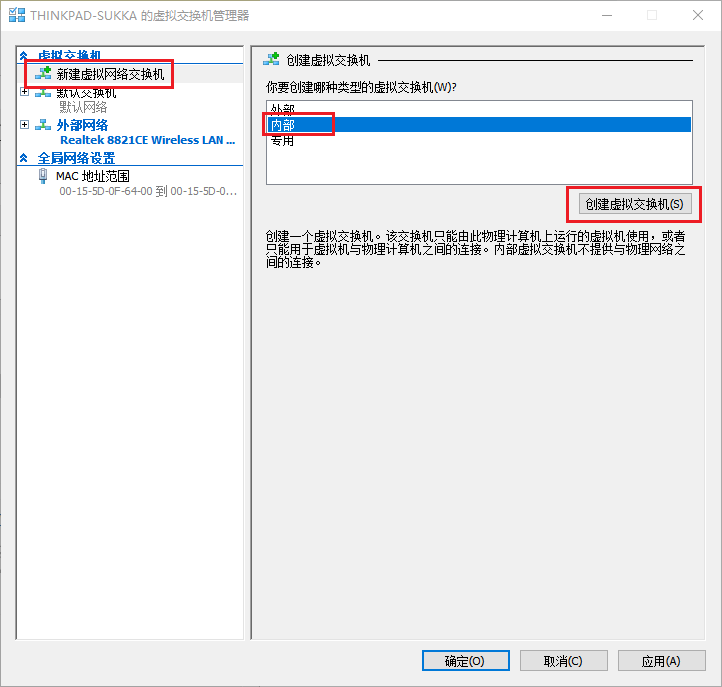 THINKPAD-SUKKA 的虚拟交换机管理器
虚拟交换机
新建虚拟网络交换机
默认交换机
默认网络
外部网络
Realtek 8821CE Wireless LAN ...
全局网络设置
MAC 地址范围
00-15-5D-0F-64-00 到 00-15-5D-0...
创建虚拟交换机
你要创建哪种类型的虚拟交换机(W)?
外部
内部
专用
创建虚拟交换机(S)
创建一个虚拟交换机。该交换机只能由此物理计算机上运行的虚拟机使用，或者
只能用于虚拟机与物理计算机之间的连接。内部虚拟交换机不提供与物理网络之
间的连接。
确定(O)
取消(C)
应用(A)